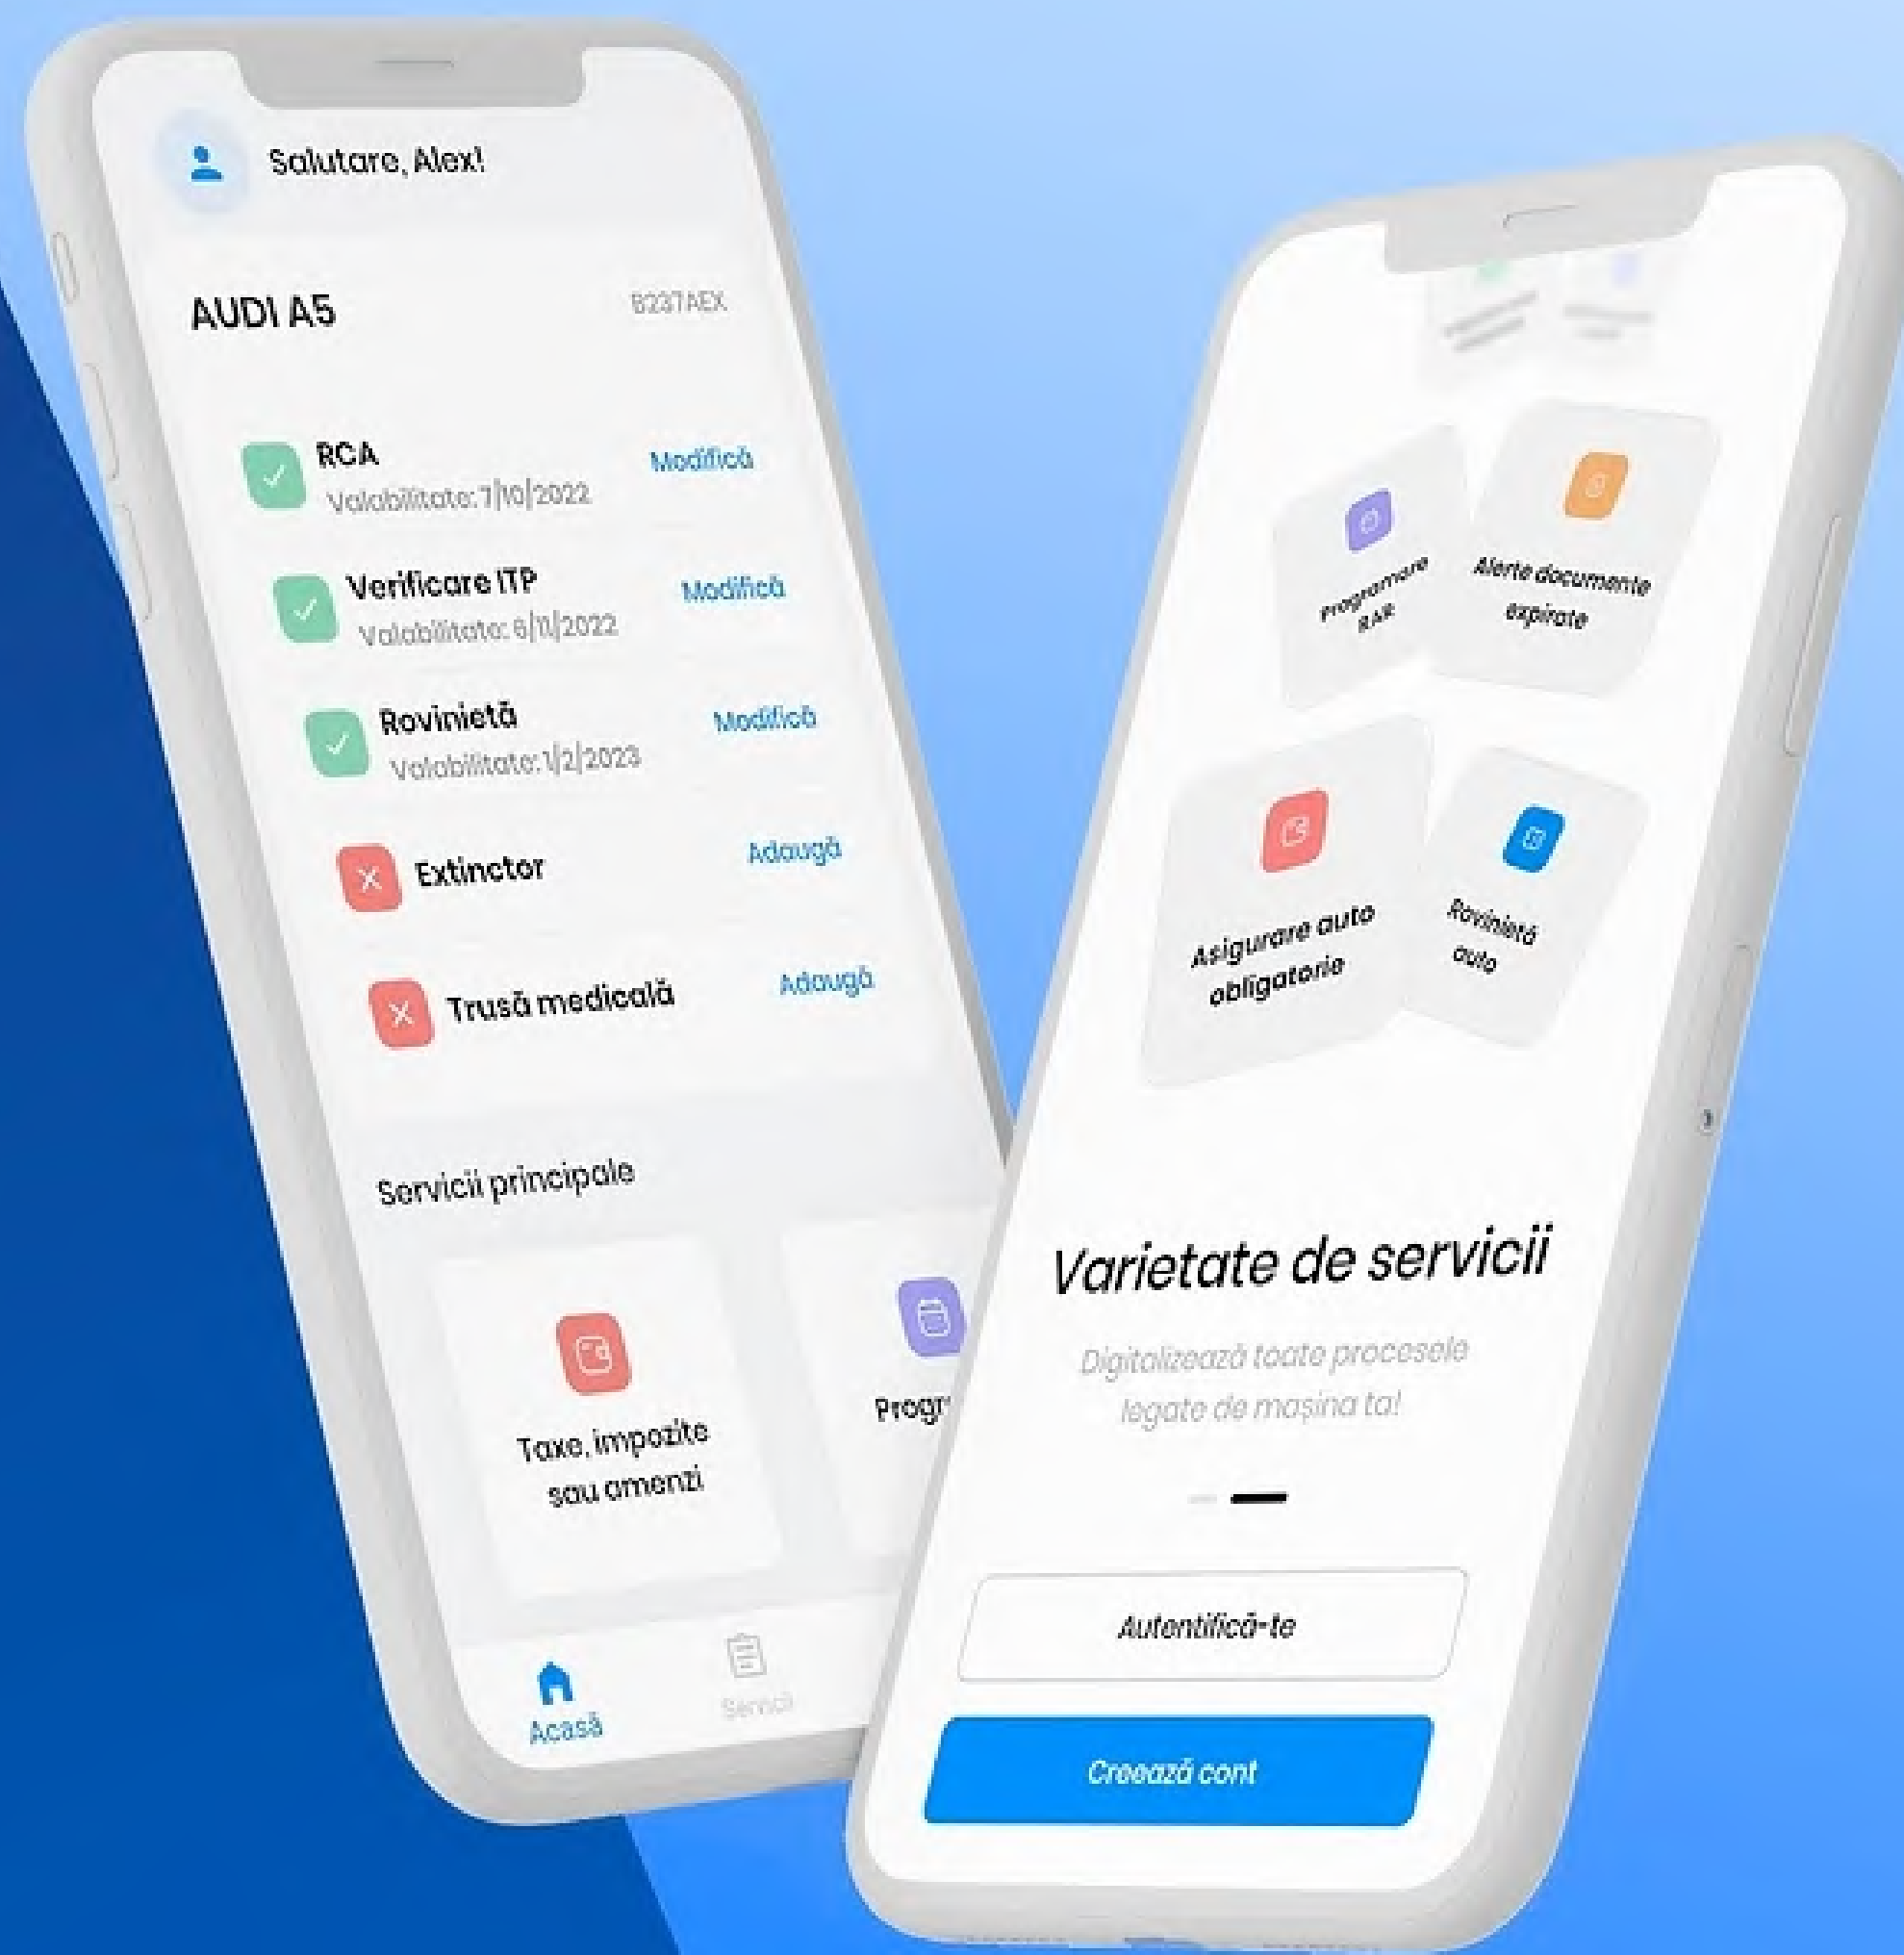 Salutare, Alex!
AUDI A5
B237AEX
RCA
Modifică
Valabilitate: 7/10/2022
Verificare ITP
Modifică
Valabilitate: 6/11/2022
Rovinietă
Modifică
Valabilitate: 1/2/2023
Extinctor
Adaugă
Trusă medicală
Adaugă
Servicii principale
Taxe, impozite
sau amenzi
Progr
Acasă
Servicii
Programare
RAR
Alerte documente
expirate
Asigurare auto
obligatorie
Rovinietă
auto
Varietate de servicii
Digitalizează toate procesele
legate de mașina ta!
Autentifică-te
Creează cont